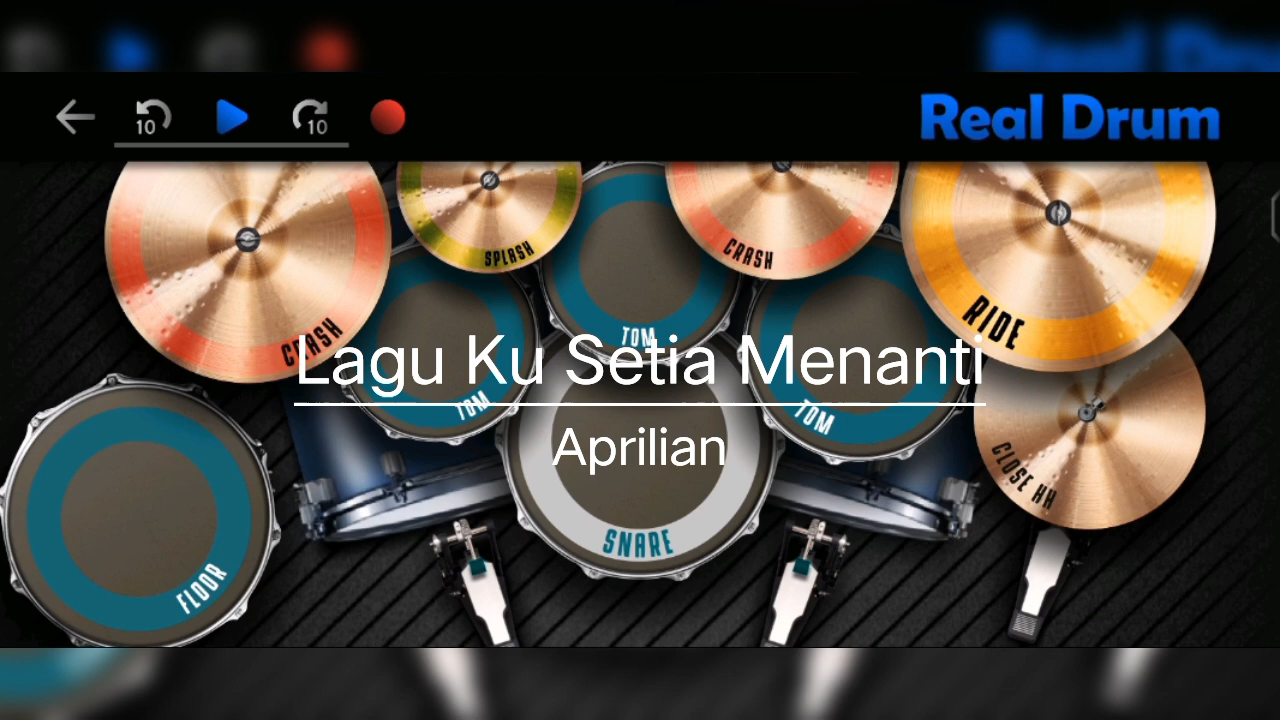 10
10
Real Drum
SPLASH
CRASH
RIDE
CRASH
TOM
Lagu Ku Setia Menanti
TOM
TOM
Aprilian
CLOSE HH
SNARE
FLOOR